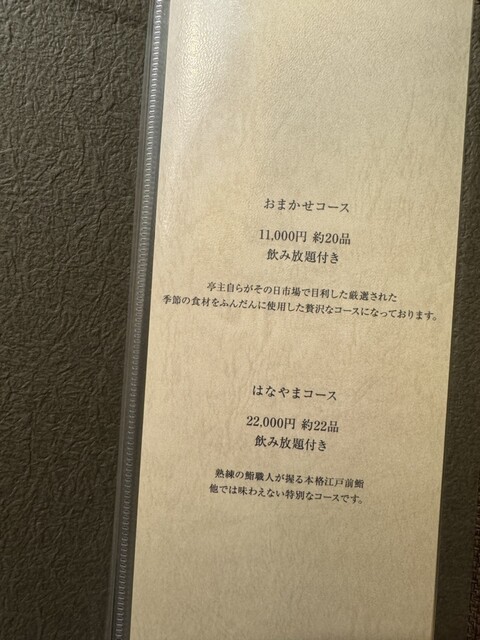 おまかせコース
11,000円 約20品
飲み放題付き
亭主自らがその日市場で目利した厳選された
季節の食材をふんだんに使用した贅沢なコースになっております。
はなやまコース
22,000円 約22品
飲み放題付き
熟練の鮨職人が握る本格江戸前鮨
他では味わえない特別なコースです。